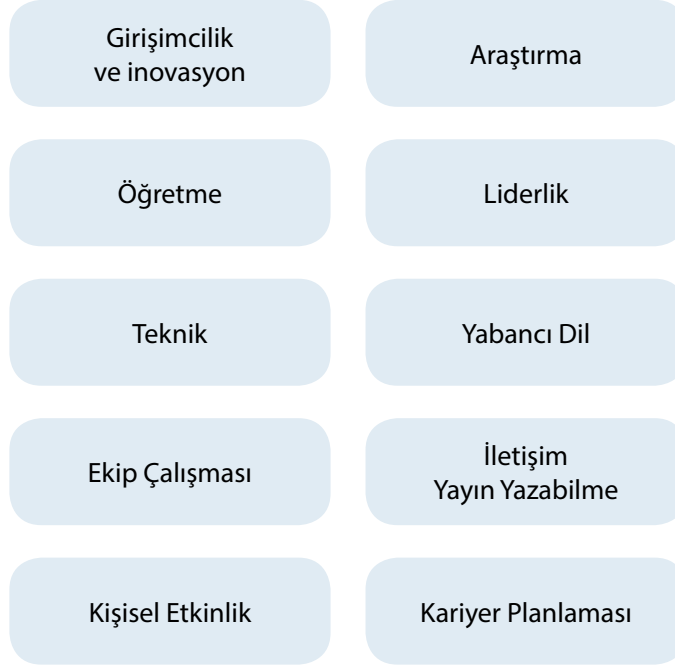 Girişimcilik
ve inovasyon
Araştırma
Öğretme
Liderlik
Teknik
Yabancı Dil
Ekip Çalışması
İletişim
Yayın Yazabilme
Kişisel Etkinlik
Kariyer Planlaması